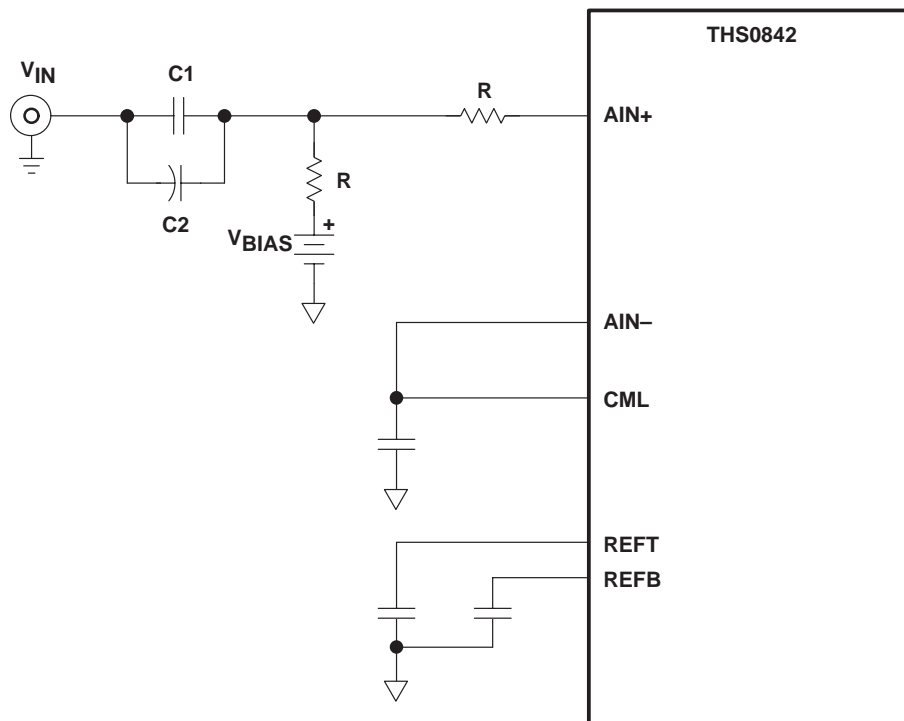 THS0842
VIN
C1
R
AIN+
R
C2
VBIAS
+
AIN–
CML
REFT
REFB